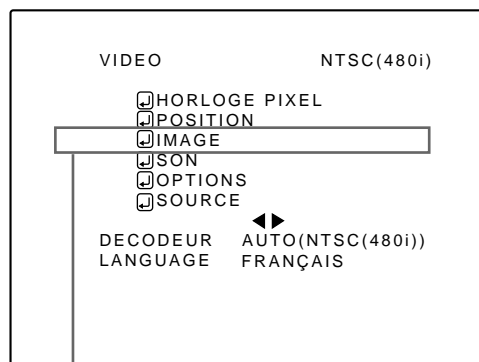 VIDEO NTSC(480i)
HORLOGE PIXEL
POSITION
IMAGE
SON
OPTIONS
SOURCE
DECODEUR AUTO(NTSC(480i))
LANGUAGE FRANÇAIS